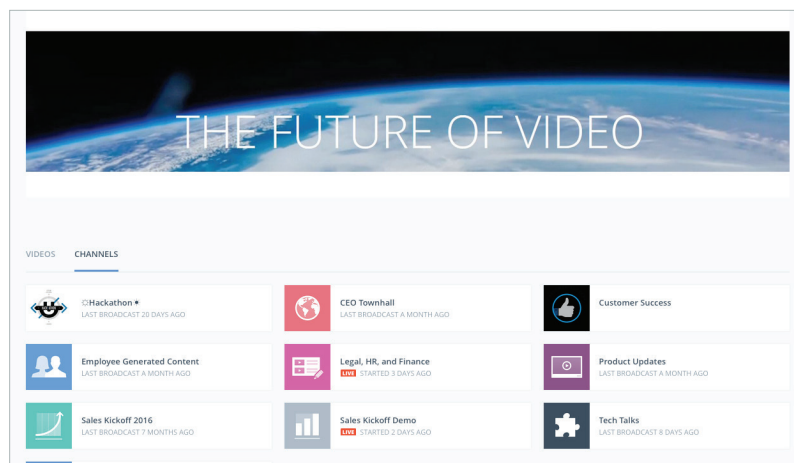 THE FUTURE OF VIDEO
VIDEOS CHANNELS
Hackathon
LAST BROADCAST 20 DAYS AGO
CEO Townhall
LAST BROADCAST A MONTH AGO
Customer Success
Employee Generated Content
LAST BROADCAST A MONTH AGO
Legal, HR, and Finance
LIVE STARTED 3 DAYS AGO
Product Updates
LAST BROADCAST A MONTH AGO
Sales Kickoff 2016
LAST BROADCAST 7 MONTHS AGO
Sales Kickoff Demo
LIVE STARTED 2 DAYS AGO
Tech Talks
LAST BROADCAST 8 DAYS AGO